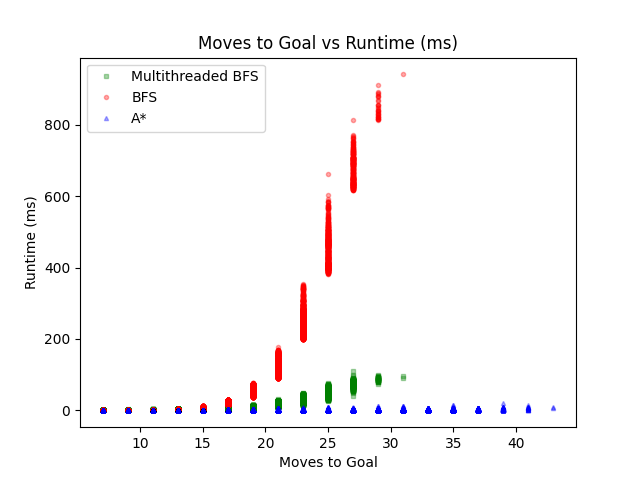 Moves to Goal vs Runtime (ms)
Multithreaded BFS
BFS
A*
800
600
400
200
0
Runtime (ms)
10 15 20 25 30 35 40
Moves to Goal